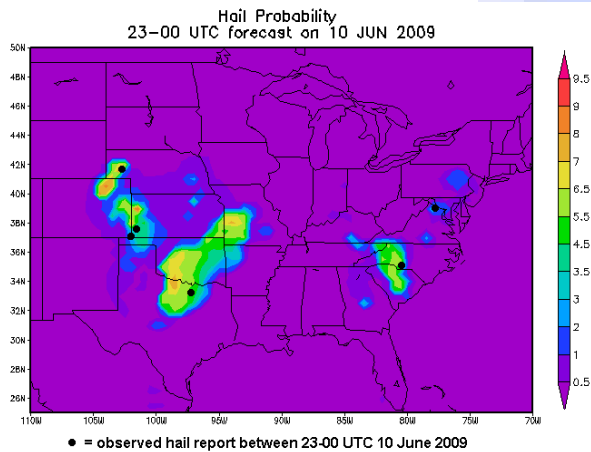 Hail Probability
23-00 UTC forecast on 10 JUN 2009
50N
48N
46N
44N
42N
40N
38N
36N
34N
32N
30N
28N
26N
110W 105W 100W 95W 90W 85W 80W 75W 70W
9.5
9
8
7
6.5
5.5
4.5
3.5
3
2
1
0.5
● = observed hail report between 23-00 UTC 10 June 2009